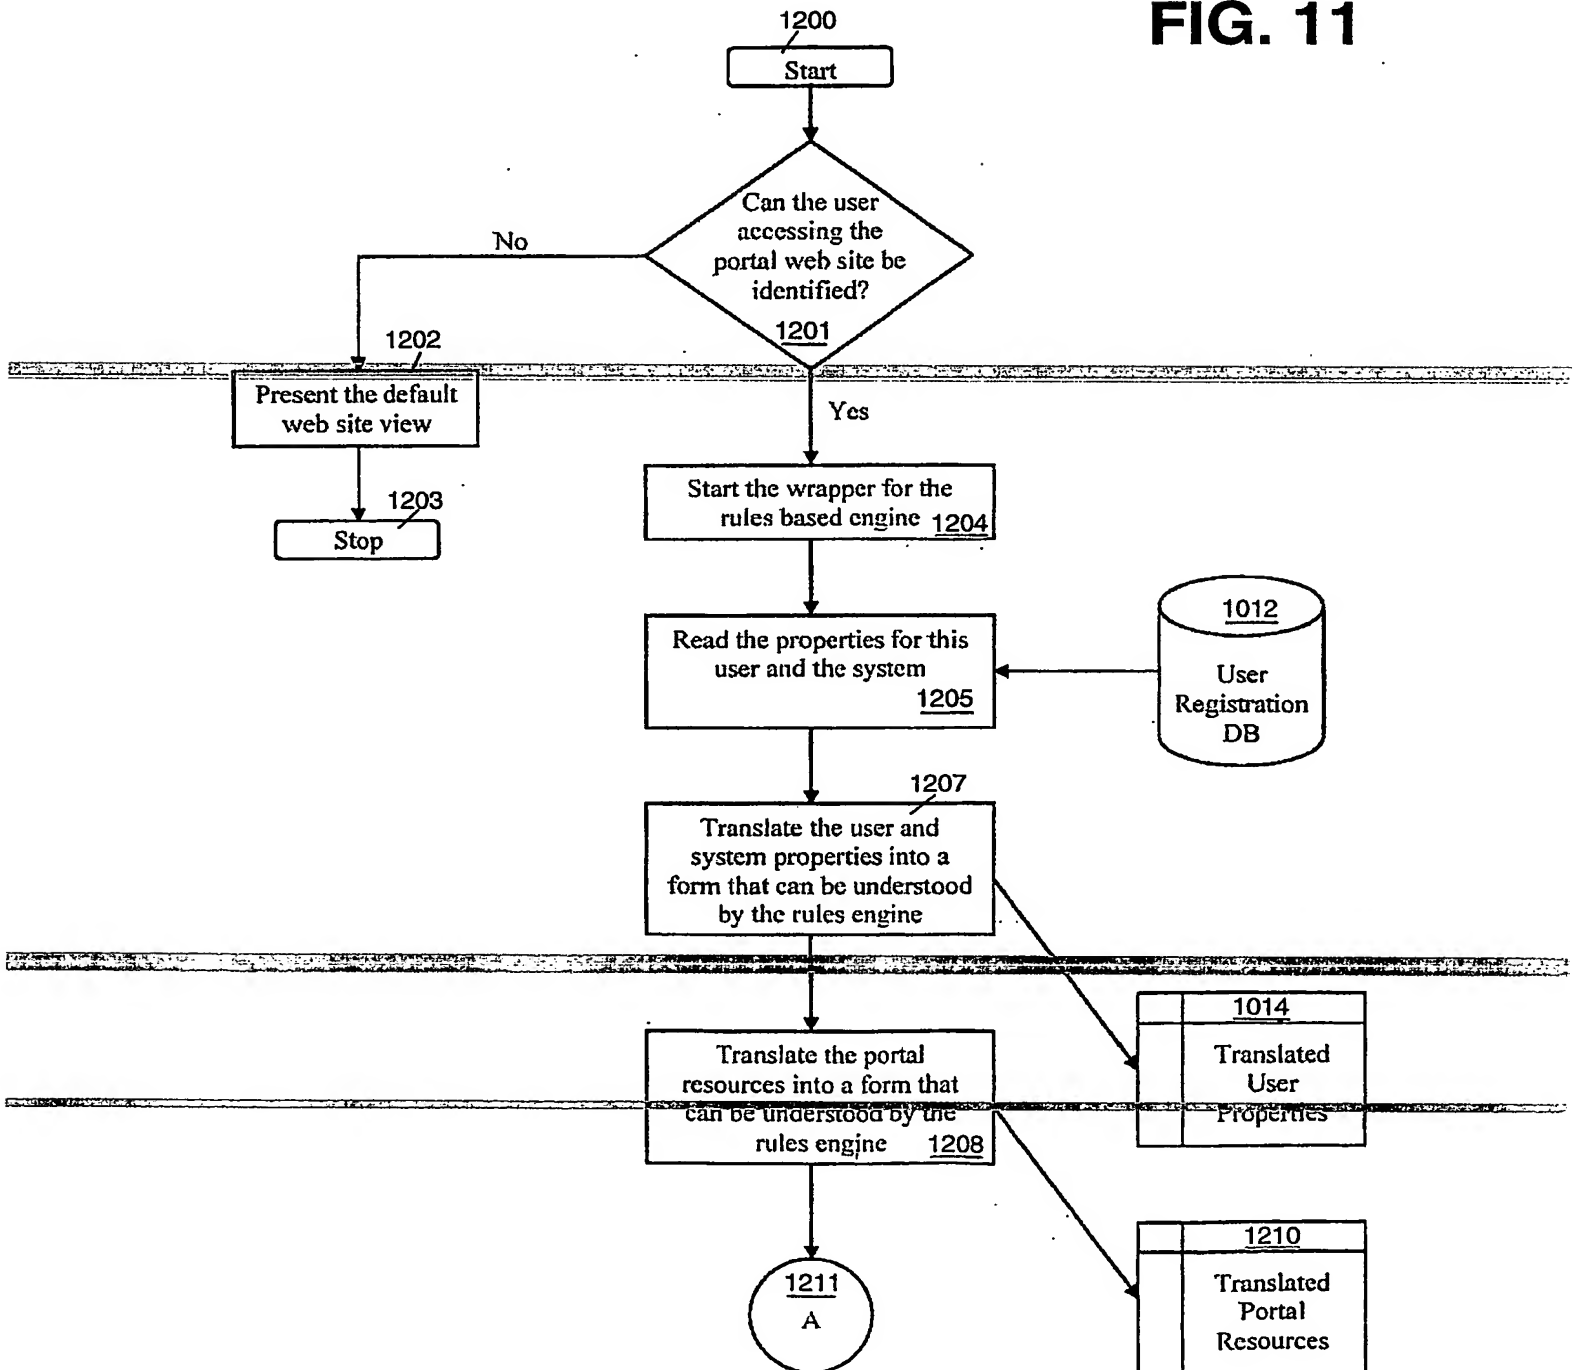 FIG. 11
1200
Start
Can the user
accessing the
portal web site be
identified?
1201
No
1202
Present the default
web site view
Yes
1203
Stop
Start the wrapper for the
rules based engine 1204
Read the properties for this
user and the system
1205
1012
User
Registration
DB
1207
Translate the user and
system properties into a
form that can be understood
by the rules engine
1014
Translated
User
Properties
Translate the portal
resources into a form that
can be understood by the
rules engine 1208
1210
Translated
Portal
Resources
1211
A